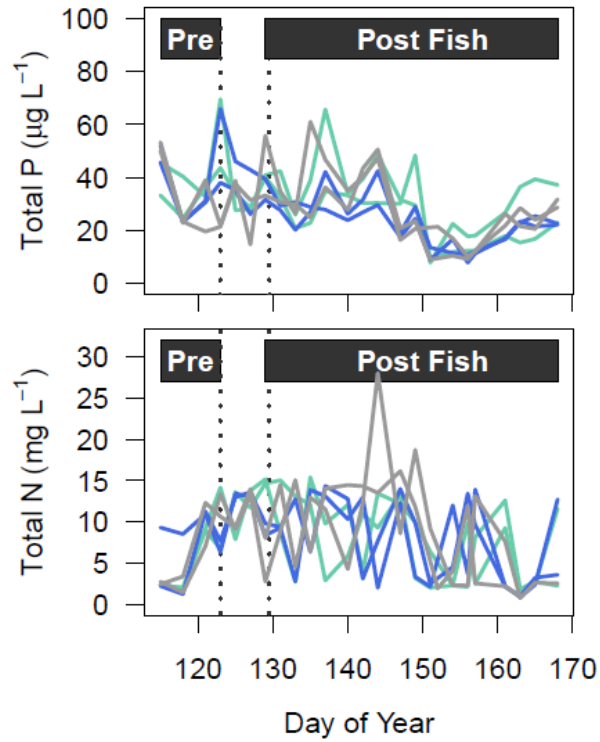 100
80
60
40
20
0
Total P (μg L⁻¹)
Pre
Post Fish
30
25
20
15
10
5
0
Total N (mg L⁻¹)
Pre
Post Fish
120 130 140 150 160 170
Day of Year